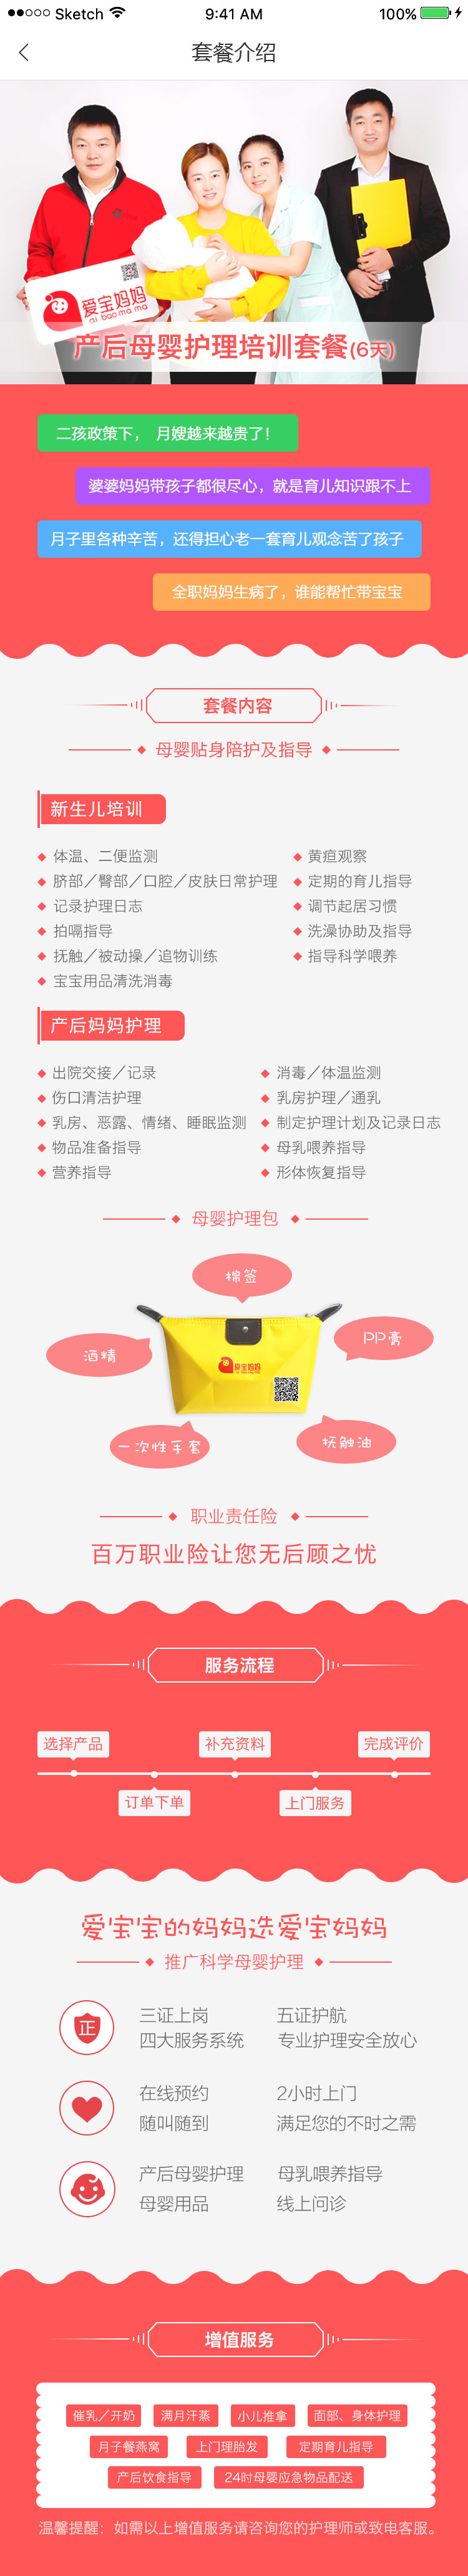 Sketch 9:41 AM 100%
套餐介绍
爱宝妈妈
ai bao ma ma
产后母婴护理培训套餐(6天)
二孩政策下， 月嫂越来越贵了！
婆婆妈妈带孩子都很尽心，就是育儿知识跟不上
月子里各种辛苦，还得担心老一套育儿观念苦了孩子
全职妈妈生病了，谁能帮忙带宝宝
套餐内容
母婴贴身陪护及指导
新生儿培训
体温、二便监测 黄疸观察
脐部／臀部／口腔／皮肤日常护理 定期的育儿指导
记录护理日志 调节起居习惯
拍嗝指导 洗澡协助及指导
抚触／被动操／追物训练 指导科学喂养
宝宝用品清洗消毒
产后妈妈护理
出院交接／记录 消毒／体温监测
伤口清洁护理 乳房护理／通乳
乳房、恶露、情绪、睡眠监测 制定护理计划及记录日志
物品准备指导 母乳喂养指导
营养指导 形体恢复指导
母婴护理包
棉签
酒精
PP膏
爱宝妈妈
一次性手套
抚触油
职业责任险
百万职业险让您无后顾之忧
服务流程
选择产品 补充资料 完成评价
订单下单 上门服务
爱宝宝的妈妈选爱宝妈妈
推广科学母婴护理
正
三证上岗 五证护航
四大服务系统 专业护理安全放心
在线预约 2小时上门
随叫随到 满足您的不时之需
产后母婴护理 母乳喂养指导
母婴用品 线上问诊
增值服务
催乳／开奶 满月汗蒸 小儿推拿 面部、身体护理
月子餐燕窝 上门理胎发 定期育儿指导
产后饮食指导 24时母婴应急物品配送
温馨提醒：如需以上增值服务请咨询您的护理师或致电客服。